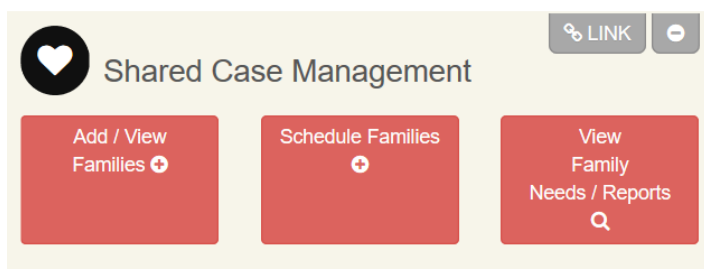 LINK
Shared Case Management
Add / View
Families
Schedule Families
View
Family
Needs / Reports